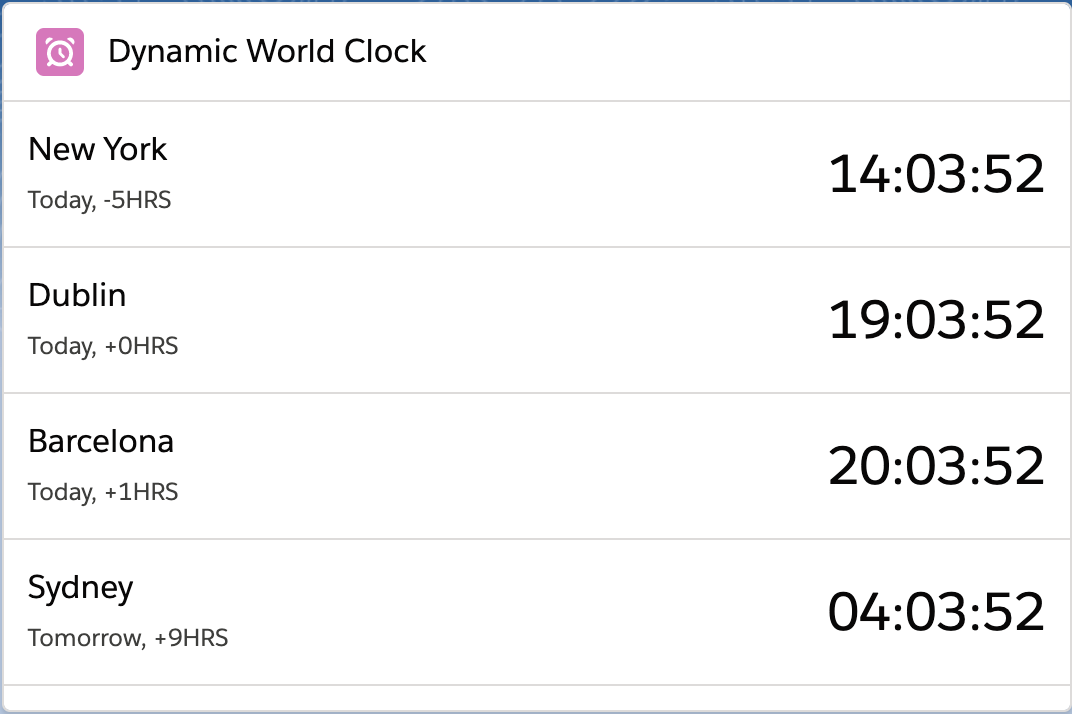 Dynamic World Clock
New York
14:03:52
Today, -5HRS
Dublin
19:03:52
Today, +0HRS
Barcelona
20:03:52
Today, +1HRS
Sydney
04:03:52
Tomorrow, +9HRS